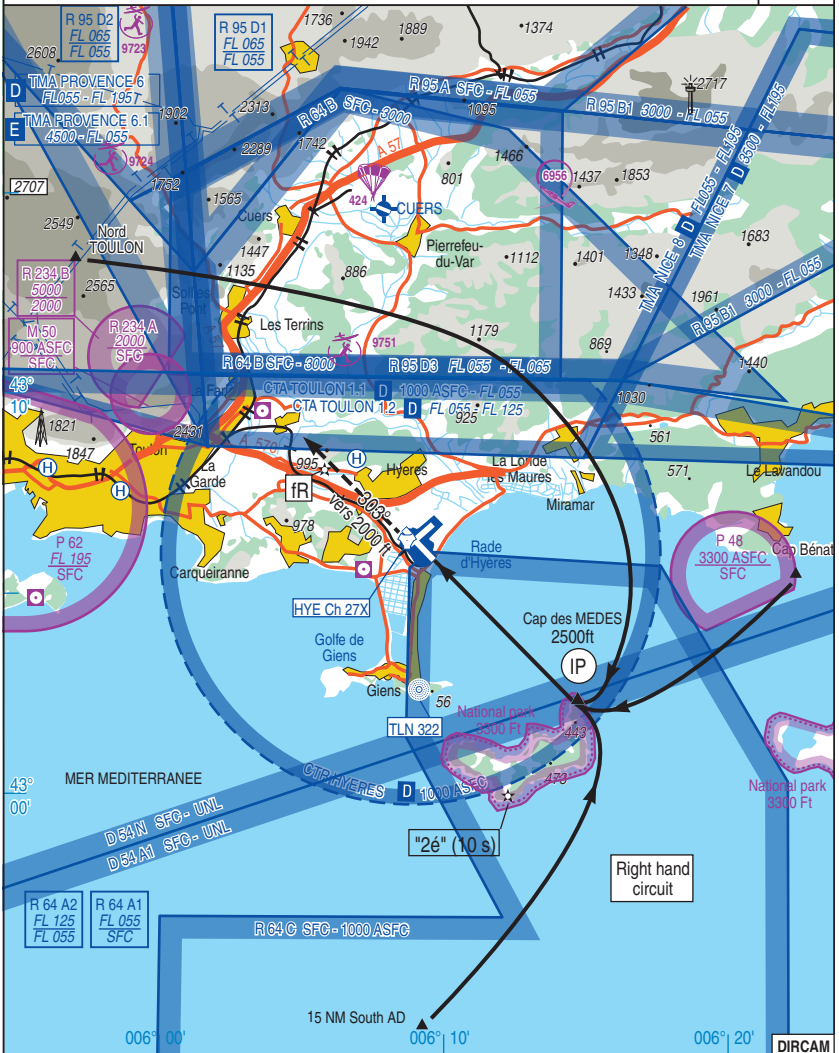 R 95 D2
FL 065
FL 055
9723
R 95 D1
FL 065
FL 055
1736
1942
1889
1374
2608
D
TMA PROVENCE 6
FL055 - FL 195
E
TMA PROVENCE 6.1
4500 - FL 055
1902
2313
2289
1742
R 64 B SFC - 3000
R 95 A SFC - FL 055
1095
R 95 B1 3000 - FL 055
2717
9724
1752
1565
A 57
424
CUERS
801
1466
6956
1437
1853
2707
2549
Nord
TOULON
Cuers
1447
1135
Pierrefeu-
du-Var
886
1112
1401
1348
1433
1683
1961
TMA NICE 8 D FL055 - FL195
TMA NICE 7 D 3500 - FL195
R 95 B1 3000 - FL 055
R 234 B
5000
2000
2565
Solliès
Pont
M 50
900 ASFC
SFC
R 234 A
2000
SFC
Les Terrins
9751
1179
869
1440
1030
R 64 B SFC - 3000
R 95 D3 FL 055 - FL 065
CTA TOULON 1.1 D 1000 ASFC - FL 055
CTA TOULON 1.2 D FL 055 - FL 125
925
43°
10'
1821
1847
Toulon
2431
A 570
995
H
H
H
La
Garde
fR
303°
vers 2000 ft
Hyeres
La Londe
les Maures
Miramar
561
571
Le Lavandou
978
P 62
FL 195
SFC
Carqueiranne
Rade
d'Hyères
P 48
3300 ASFC
SFC
Cap Bénat
HYE Ch 27X
Golfe de
Giens
Cap des MEDES
2500ft
IP
Giens
56
TLN 322
National park
3300 Ft
443
473
National park
3300 Ft
MER MEDITERRANEE
43°
00'
CTR HYERES D 1000 ASFC
D 54 N SFC - UNL
D 54 A1 SFC - UNL
"2é" (10 s)
Right hand
circuit
R 64 A2
FL 125
FL 055
R 64 A1
FL 055
SFC
R 64 C SFC - 1000 ASFC
15 NM South AD
006° 00'
006° 10'
006° 20'
DIRCAM